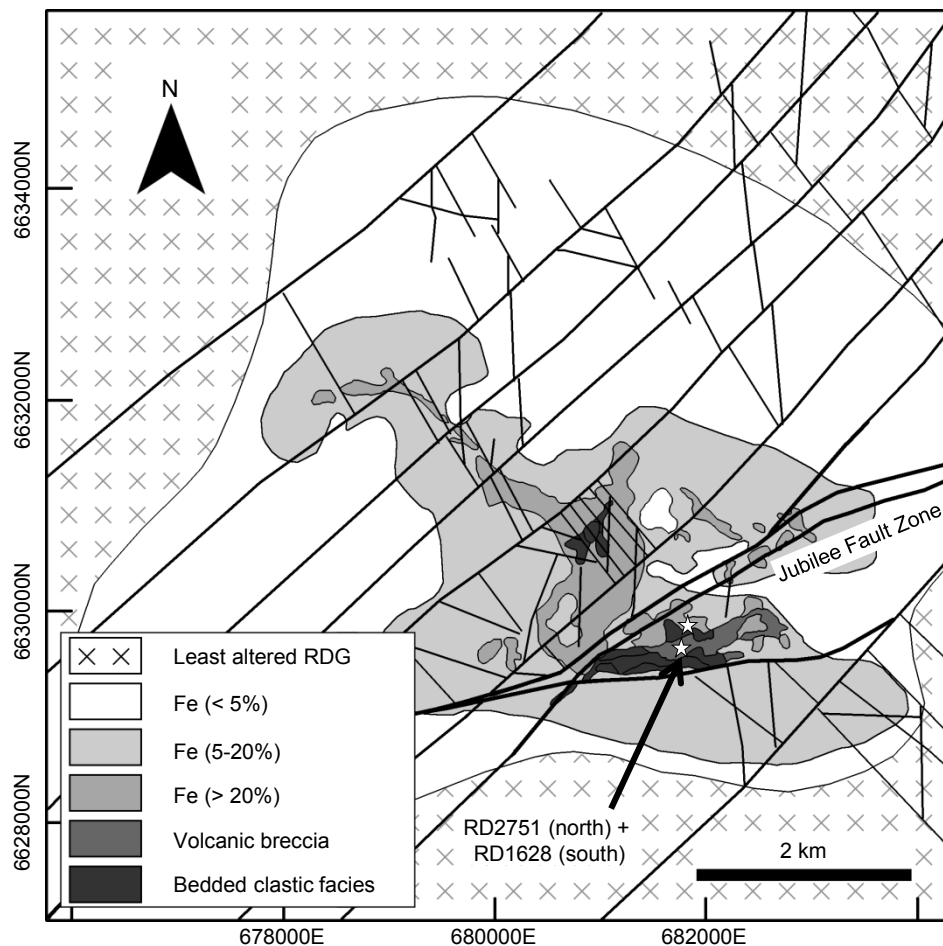 N
6634000N
6632000N
6630000N
6628000N
Jubilee Fault Zone
Least altered RDG
Fe (< 5%)
Fe (5-20%)
Fe (> 20%)
Volcanic breccia
Bedded clastic facies
RD2751 (north) +
RD1628 (south)
2 km
678000E
680000E
682000E